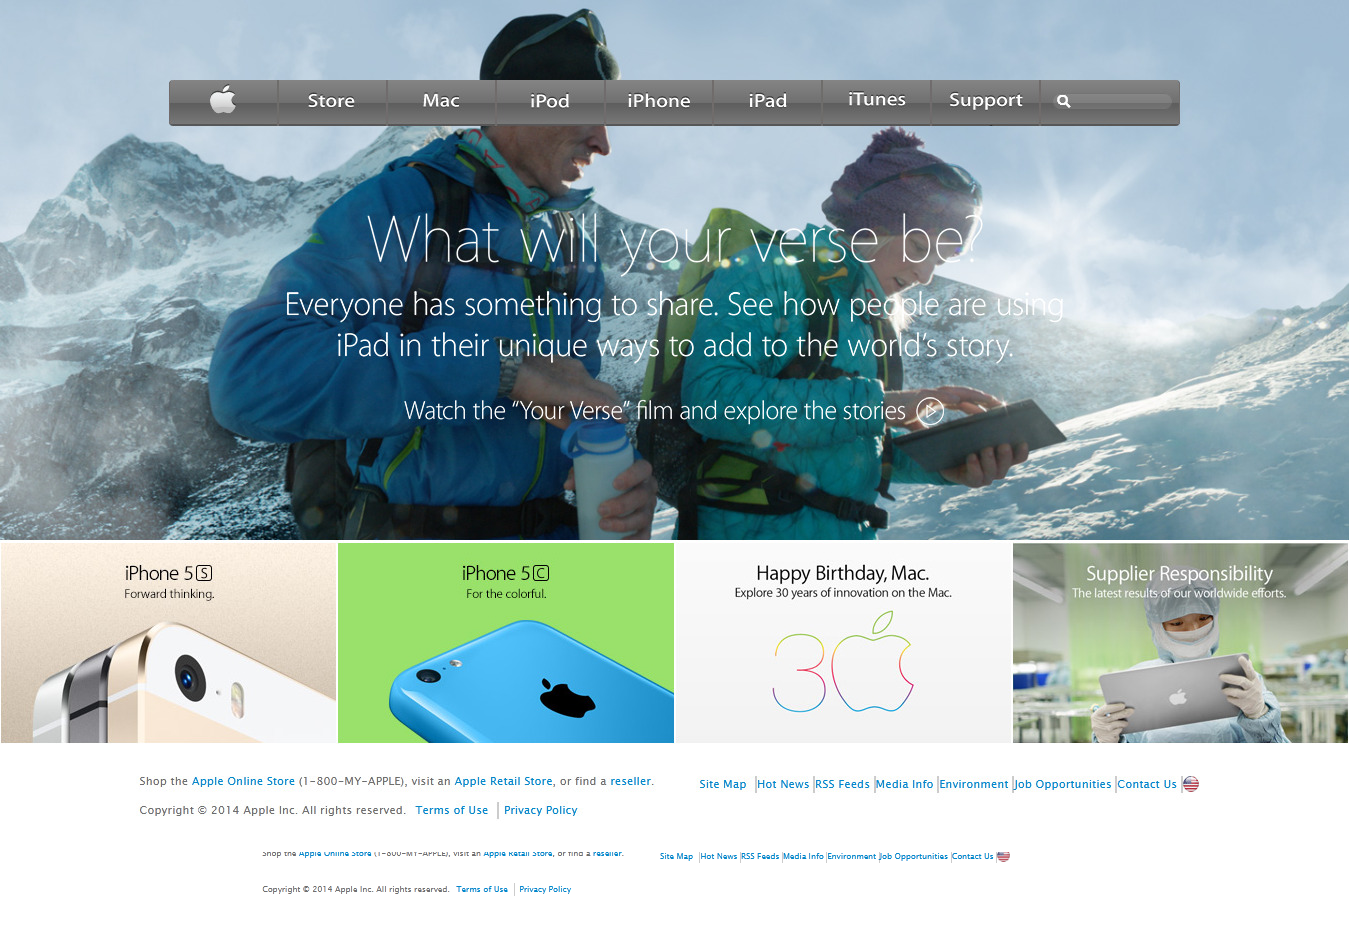 Store Mac iPod iPhone iPad iTunes Support
What will your verse be?
Everyone has something to share. See how people are using
iPad in their unique ways to add to the world's story.
Watch the “Your Verse” film and explore the stories
iPhone 5S
Forward thinking.
iPhone 5C
For the colorful.
Happy Birthday, Mac.
Explore 30 years of innovation on the Mac.
30
Supplier Responsibility
The latest results of our worldwide efforts.
Shop the Apple Online Store (1-800-MY-APPLE), visit an Apple Retail Store, or find a reseller.
Site Map Hot News RSS Feeds Media Info Environment Job Opportunities Contact Us
Copyright © 2014 Apple Inc. All rights reserved. Terms of Use Privacy Policy
Shop the Apple Online Store (1-800-MY-APPLE), visit an Apple Retail Store, or find a reseller.
Site Map Hot News RSS Feeds Media Info Environment Job Opportunities Contact Us
Copyright © 2014 Apple Inc. All rights reserved. Terms of Use Privacy Policy